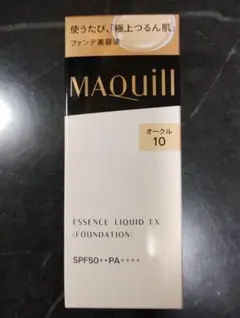 使うたび、「極上つるん肌」
ファンデ美容液
MAQuill
オークル
10
ESSENCE LIQUID EX
(FOUNDATION)
SPF50+・PA++++